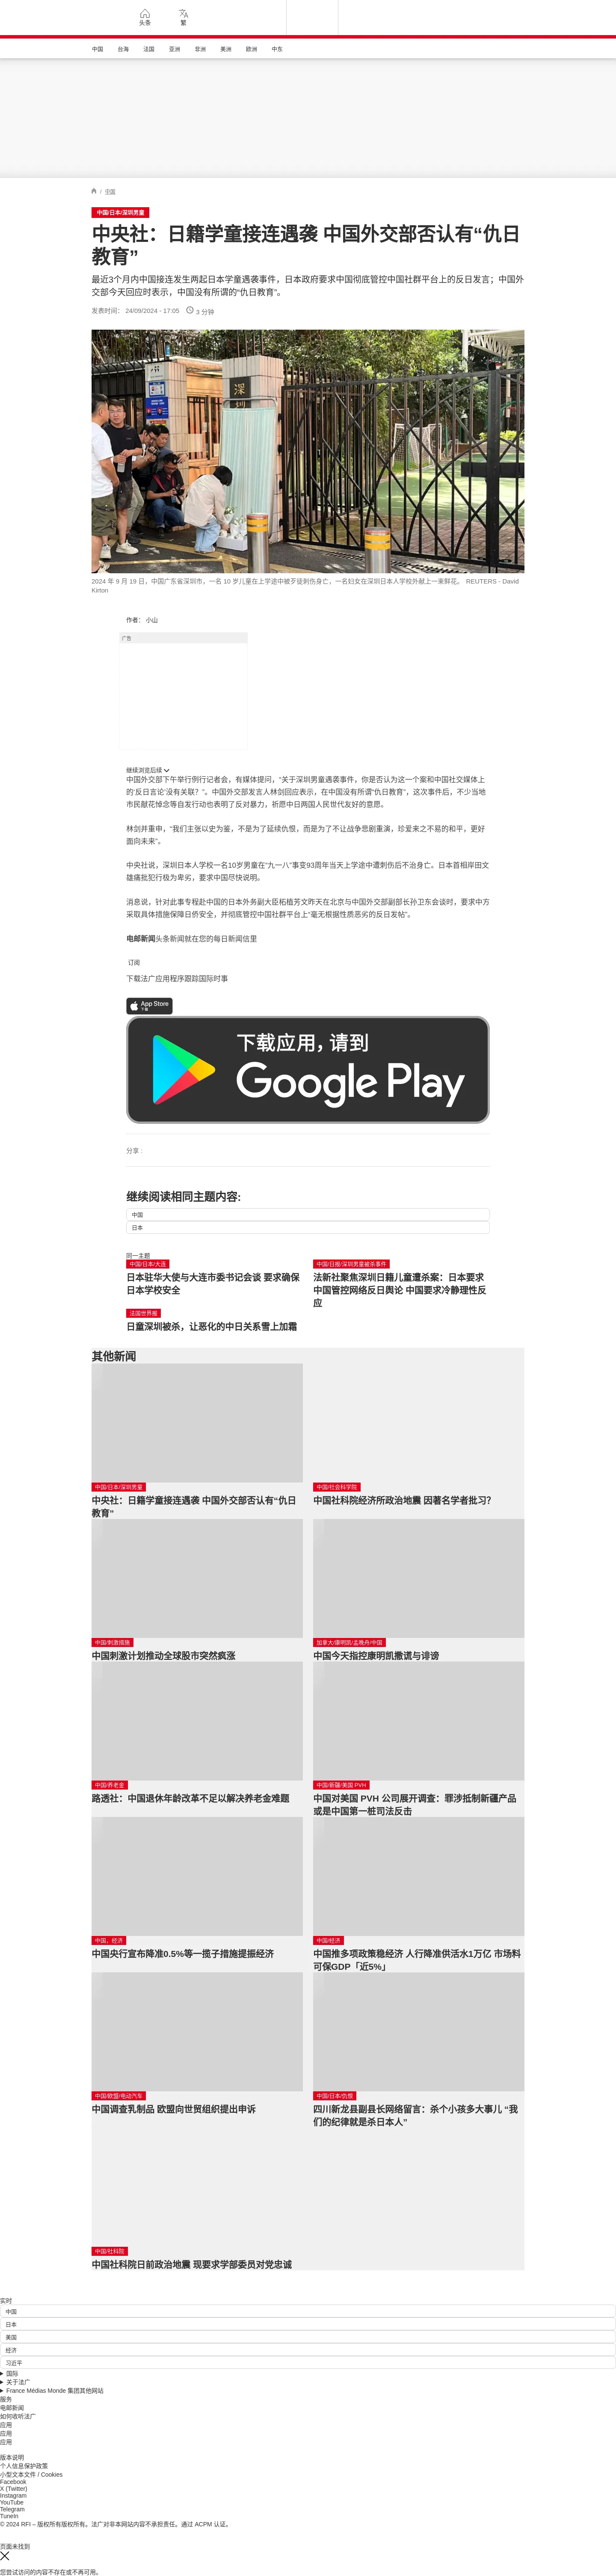 头条
繁
中国 台海 法国 亚洲 非洲 美洲 欧洲 中东
/ 中国
中国/日本/深圳男童
中央社：日籍学童接连遇袭 中国外交部否认有“仇日
教育”
最近3个月内中国接连发生两起日本学童遇袭事件，日本政府要求中国彻底管控中国社群平台上的反日发言；中国外
交部今天回应时表示，中国没有所谓的“仇日教育”。
发表时间： 24/09/2024 - 17:05 3 分钟
深圳
2024 年 9 月 19 日，中国广东省深圳市，一名 10 岁儿童在上学途中被歹徒刺伤身亡，一名妇女在深圳日本人学校外献上一束鲜花。 REUTERS - David
Kirton
作者： 小山
广告
继续浏览后续
中国外交部下午举行例行记者会，有媒体提问，“关于深圳男童遇袭事件，你是否认为这一个案和中国社交媒体上
的‘反日言论’没有关联？”。中国外交部发言人林剑回应表示，在中国没有所谓“仇日教育”，这次事件后，不少当地
市民献花悼念等自发行动也表明了反对暴力，祈愿中日两国人民世代友好的意愿。
林剑并重申，“我们主张以史为鉴，不是为了延续仇恨，而是为了不让战争悲剧重演，珍爱来之不易的和平，更好
面向未来”。
中央社说，深圳日本人学校一名10岁男童在“九一八”事变93周年当天上学途中遭刺伤后不治身亡。日本首相岸田文
雄痛批犯行极为卑劣，要求中国尽快说明。
消息说，针对此事专程赴中国的日本外务副大臣柘植芳文昨天在北京与中国外交部副部长孙卫东会谈时，要求中方
采取具体措施保障日侨安全，并彻底管控中国社群平台上“毫无根据性质恶劣的反日发帖”。
电邮新闻头条新闻就在您的每日新闻信里
订阅
下载法广应用程序跟踪国际时事
App Store
下载
下载应用，请到
Google Play
分享 :
继续阅读相同主题内容:
中国
日本
同一主题
中国/日本/大连
日本驻华大使与大连市委书记会谈 要求确保
日本学校安全
中国/日报/深圳男童被杀事件
法新社聚焦深圳日籍儿童遭杀案：日本要求
中国管控网络反日舆论 中国要求冷静理性反
应
法国世界报
日童深圳被杀，让恶化的中日关系雪上加霜
其他新闻
中国/日本/深圳男童
中央社：日籍学童接连遇袭 中国外交部否认有“仇日
教育”
中国/社会科学院
中国社科院经济所政治地震 因著名学者批习？
中国/刺激措施
中国刺激计划推动全球股市突然疯涨
加拿大/康明凯/孟晚舟/中国
中国今天指控康明凯撒谎与诽谤
中国/养老金
路透社：中国退休年龄改革不足以解决养老金难题
中国/新疆/美国 PVH
中国对美国 PVH 公司展开调查：罪涉抵制新疆产品
或是中国第一桩司法反击
中国，经济
中国央行宣布降准0.5%等一揽子措施提振经济
中国/经济
中国推多项政策稳经济 人行降准供活水1万亿 市场料
可保GDP「近5%」
中国/欧盟/电动汽车
中国调查乳制品 欧盟向世贸组织提出申诉
中国/日本/仇恨
四川新龙县副县长网络留言：杀个小孩多大事儿 “我
们的纪律就是杀日本人”
中国/社科院
中国社科院日前政治地震 现要求学部委员对党忠诚
实时
中国
日本
美国
经济
习近平
国际
关于法广
France Médias Monde 集团其他网站
服务
电邮新闻
如何收听法广
应用
应用
应用
版本说明
个人信息保护政策
小型文本文件 / Cookies
Facebook
X (Twitter)
Instagram
YouTube
Telegram
TuneIn
© 2024 RFI – 版权所有版权所有。法广对非本网站内容不承担责任。通过 ACPM 认证。
页面未找到
您尝试访问的内容不存在或不再可用。